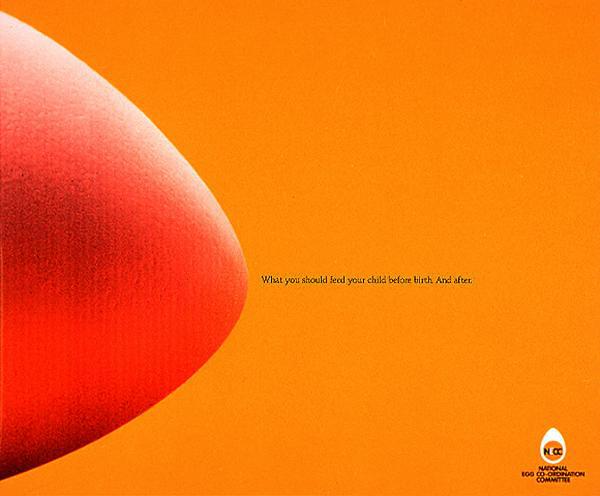 What you should feed your child before birth. And after.
NECC
NATIONAL
EGG CO-ORDINATION
COMMITTEE